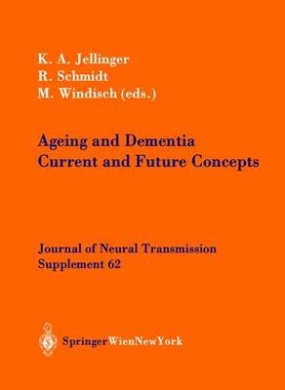 K. A. Jellinger
R. Schmidt
M. Windisch (eds.)
Ageing and Dementia
Current and Future Concepts
Journal of Neural Transmission
Supplement 62
SpringerWienNewYork